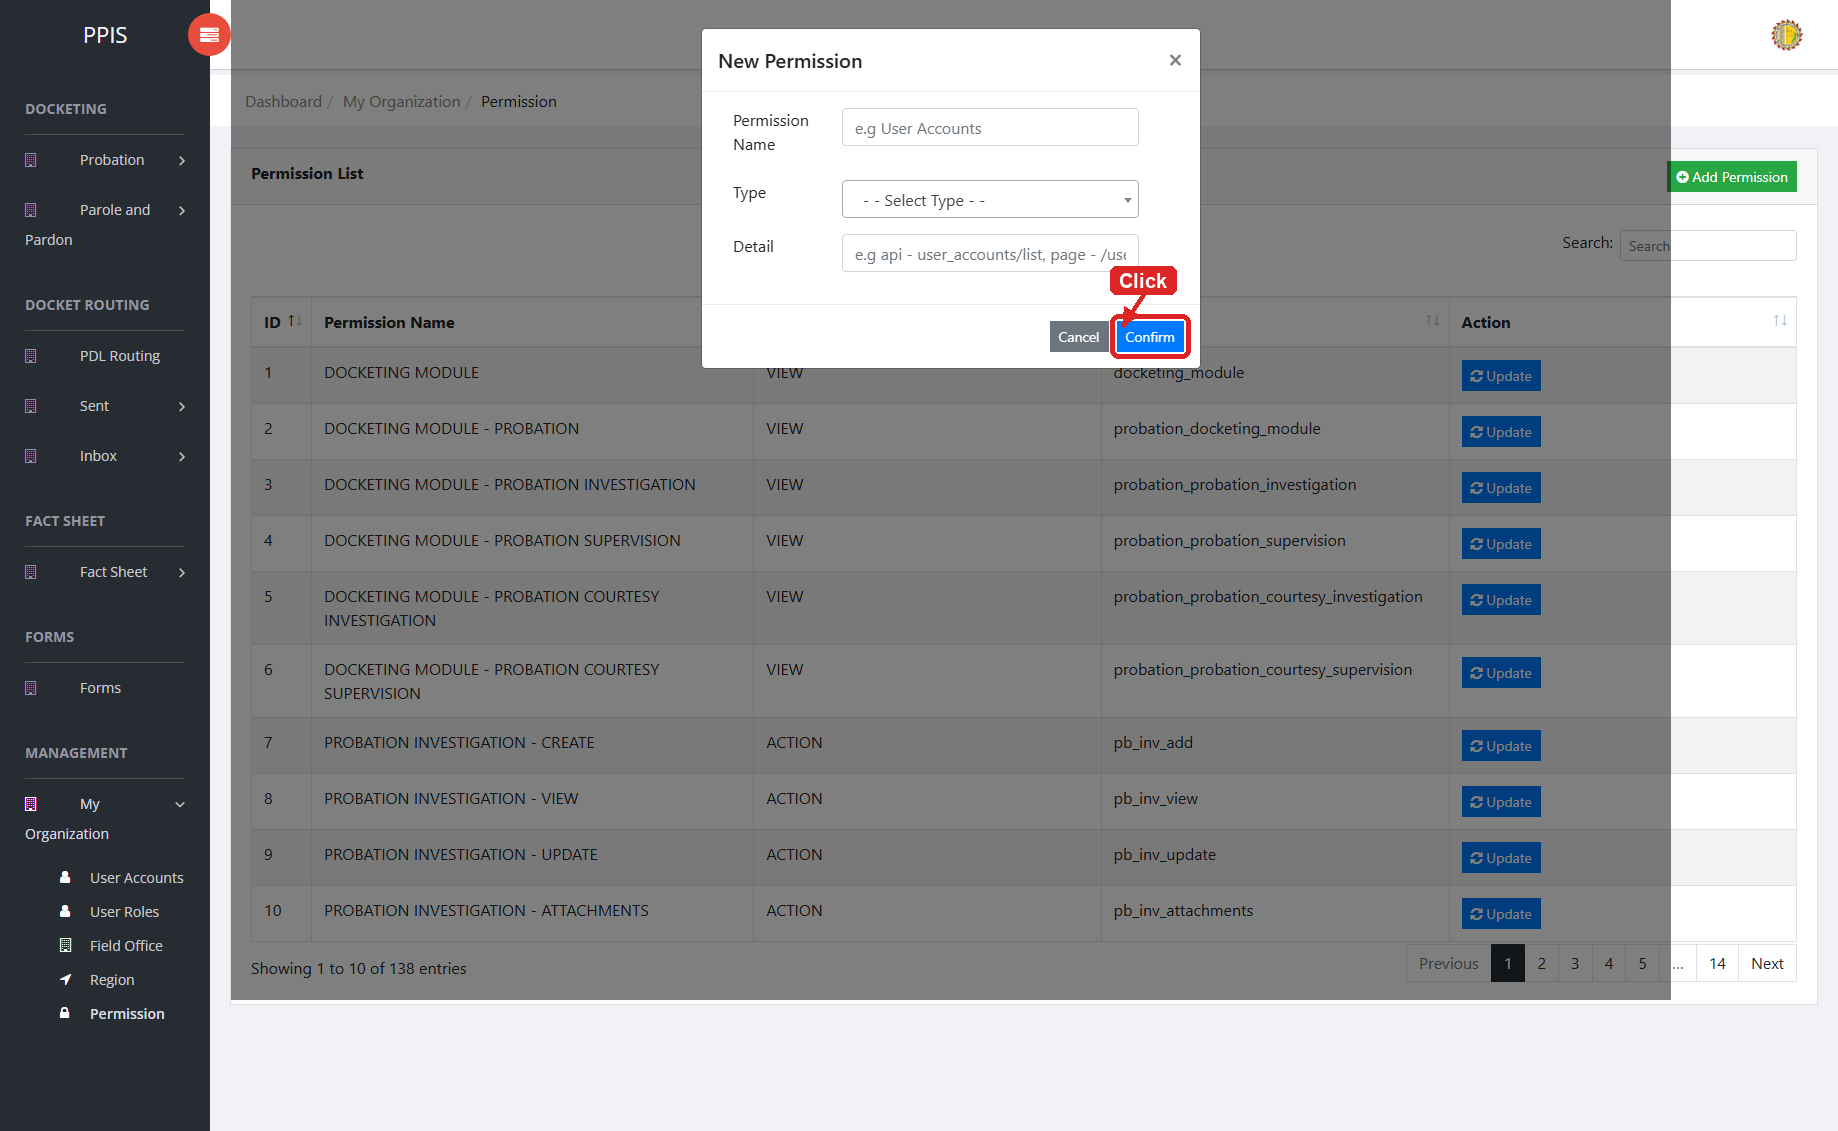 PPIS
DOCKETING
Probation
Parole and
Pardon
DOCKET ROUTING
PDL Routing
Sent
Inbox
FACT SHEET
Fact Sheet
FORMS
Forms
MANAGEMENT
My
Organization
User Accounts
User Roles
Field Office
Region
Permission
Dashboard / My Organization / Permission
Permission List
Add Permission
Search: Search
New Permission ×
Permission
Name
e.g User Accounts
Type
- - Select Type - -
Detail
e.g api - user_accounts/list, page - /use
Click
Cancel Confirm
ID Permission Name Action
1 DOCKETING MODULE VIEW docketing_module Update
2 DOCKETING MODULE - PROBATION VIEW probation_docketing_module Update
3 DOCKETING MODULE - PROBATION INVESTIGATION VIEW probation_probation_investigation Update
4 DOCKETING MODULE - PROBATION SUPERVISION VIEW probation_probation_supervision Update
5 DOCKETING MODULE - PROBATION COURTESY VIEW probation_probation_courtesy_investigation Update
INVESTIGATION
6 DOCKETING MODULE - PROBATION COURTESY VIEW probation_probation_courtesy_supervision Update
SUPERVISION
7 PROBATION INVESTIGATION - CREATE ACTION pb_inv_add Update
8 PROBATION INVESTIGATION - VIEW ACTION pb_inv_view Update
9 PROBATION INVESTIGATION - UPDATE ACTION pb_inv_update Update
10 PROBATION INVESTIGATION - ATTACHMENTS ACTION pb_inv_attachments Update
Showing 1 to 10 of 138 entries
Previous 1 2 3 4 5 ... 14 Next